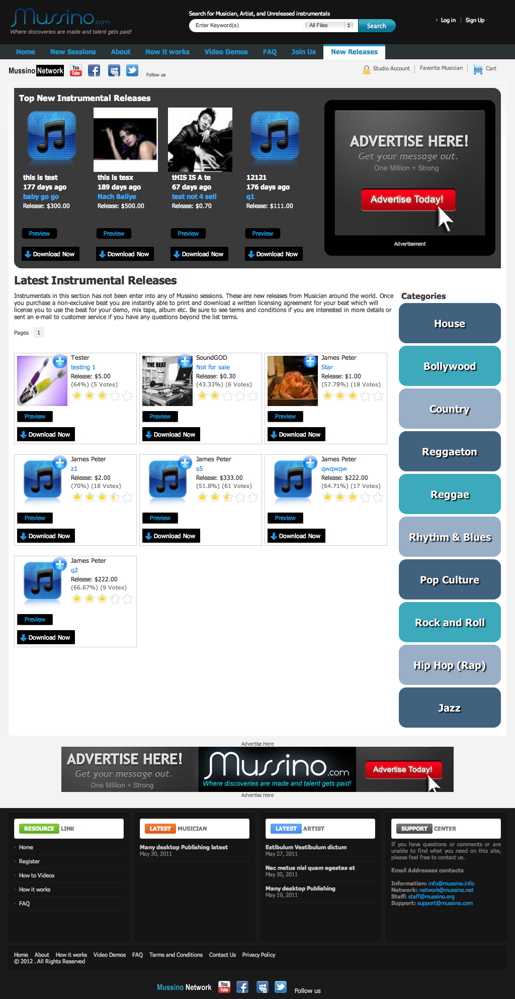 Mussino.com
Where discoveries are made and talent gets paid!
Search for Musician, Artist, and Unreleased instrumentals
Enter Keyword(s)
All Files
Search
Log in
Sign Up
Home
New Sessions
About
How it works
Video Demos
FAQ
Join Us
New Releases
Mussino Network
You Tube
Follow us
Studio Account
Favorite Musician
Cart
Top New Instrumental Releases
this is test
177 days ago
baby go go
Release: $300.00
Preview
Download Now
this is tesx
189 days ago
Nach Baliye
Release: $500.00
Preview
Download Now
tHIS IS A te
67 days ago
test not 4 sell
Release: $0.70
Preview
Download Now
12121
176 days ago
q1
Release: $111.00
Preview
Download Now
ADVERTISE HERE!
Get your message out.
One Million + Strong
Advertise Today!
Advertisement
Latest Instrumental Releases
Instrumentals in this section has not been enter into any of Mussino sessions. These are new releases from Musician around the world. Once
you purchase a non-exclusive beat you are instantly able to print and download a written licensing agreement for your beat which will
license you to use the beat for your demo, mix tape, album etc. Be sure to see terms and conditions if you are interested in more details or
sent an e-mail to customer service if you have any questions beyond the list terms.
Pages 1
Tester
testing 1
Release: $5.00
(64%) (5 Votes)
Preview
Download Now
BEHIND
THE BEAT
SoundGOD
Not for sale
Release: $0.30
(43.33%) (6 Votes)
Preview
Download Now
James Peter
Star
Release: $1.00
(57.78%) (18 Votes)
Preview
Download Now
James Peter
z1
Release: $2.00
(70%) (18 Votes)
Preview
Download Now
James Peter
s5
Release: $333.00
(51.8%) (61 Votes)
Preview
Download Now
James Peter
qwqwqw
Release: $222.00
(64.71%) (17 Votes)
Preview
Download Now
James Peter
q2
Release: $222.00
(66.67%) (9 Votes)
Preview
Download Now
Categories
House
Bollywood
Country
Reggaeton
Reggae
Rhythm & Blues
Pop Culture
Rock and Roll
Hip Hop (Rap)
Jazz
Advertise Here
ADVERTISE HERE!
Get your message out.
One Million + Strong
Mussino.com
Where discoveries are made and talent gets paid!
Advertise Today!
Advertise Here
RESOURCE LINK
Home
Register
How to Videos
How it works
FAQ
LATEST MUSICIAN
Many desktop Publishing latest
May 30, 2011
LATEST ARTIST
Estibulum Vestibulum dictum
May 27, 2011
Nec metus nisl quam egestas et
May 30, 2011
Many desktop Publishing
May 19, 2011
SUPPORT CENTER
If you have questions or comments or are
unable to find what you need on this site,
please feel free to contact us.
Email Addresses contacts
Information: info@mussino.info
Network: network@mussino.net
Staff: staff@mussino.org
Support: support@mussino.com
Home About How it works Video Demos FAQ Terms and Conditions Contact Us Privacy Policy
© 2012 . All Rights Reserved
Mussino Network
You Tube
Follow us